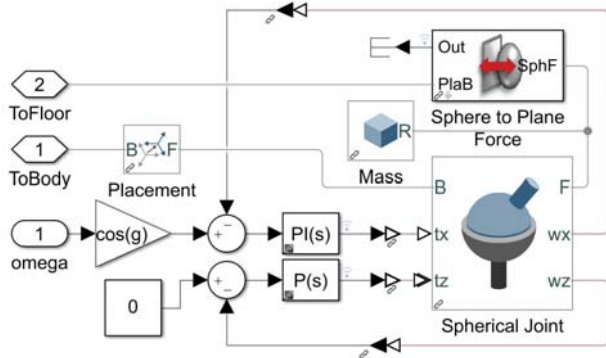 Out
SphF
PlaB
2
ToFloor
Sphere to Plane
Force
R
Mass
1
ToBody
B F
Placement
B F
1
omega
cos(g)
+
−
PI(s)
tx wx
0
+
−
P(s)
tz wz
Spherical Joint